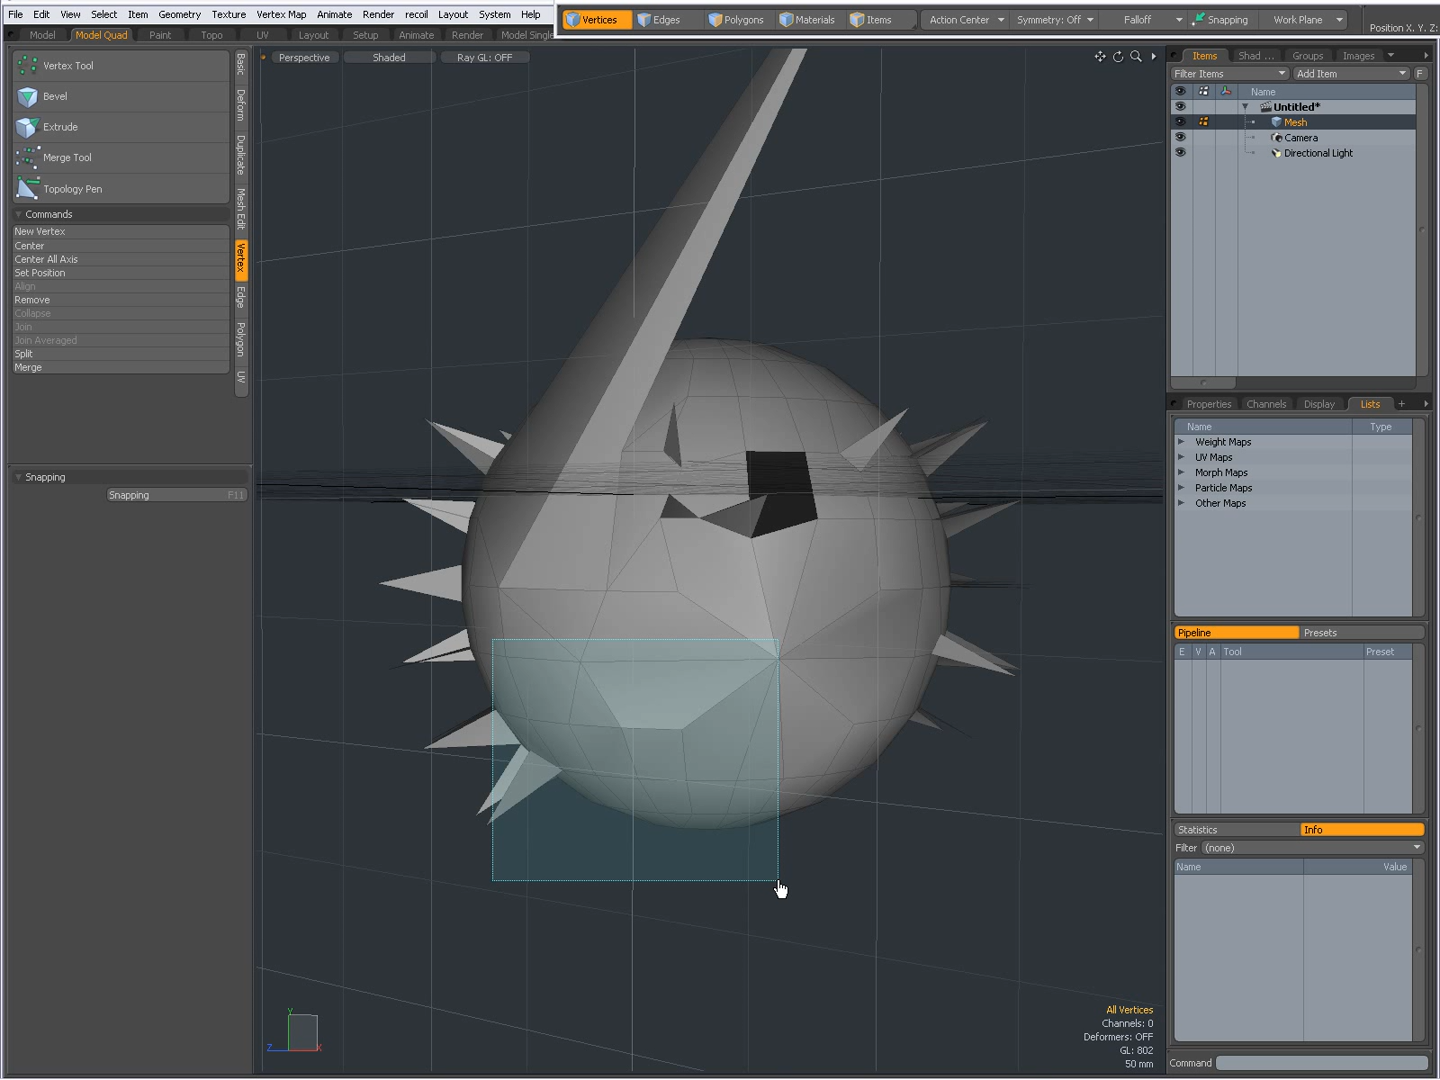 File Edit View Select Item Geometry Texture Vertex Map Animate Render recoil Layout System Help
Vertices Edges Polygons Materials Items Action Center Symmetry: Off Falloff Snapping Work Plane Position X, Y, Z:
Model Model Quad Paint Topo UV Layout Setup Animate Render Model Single
Vertex Tool
Bevel
Extrude
Merge Tool
Topology Pen
Commands
New Vertex
Center
Center All Axis
Set Position
Align
Remove
Collapse
Join
Join Averaged
Split
Merge
Basic
Deform
Duplicate
Mesh Edit
Vertex
Edge
Polygon
UV
Snapping
Snapping F11
Perspective Shaded Ray GL: OFF
All Vertices
Channels: 0
Deformers: OFF
GL: 802
50 mm
Y
Z X
Items Shad ... Groups Images
Filter Items Add Item F
Name
Untitled*
Mesh
Camera
Directional Light
Properties Channels Display Lists +
Name Type
Weight Maps
UV Maps
Morph Maps
Particle Maps
Other Maps
Pipeline Presets
E V A Tool Preset
Statistics Info
Filter (none)
Name Value
Command